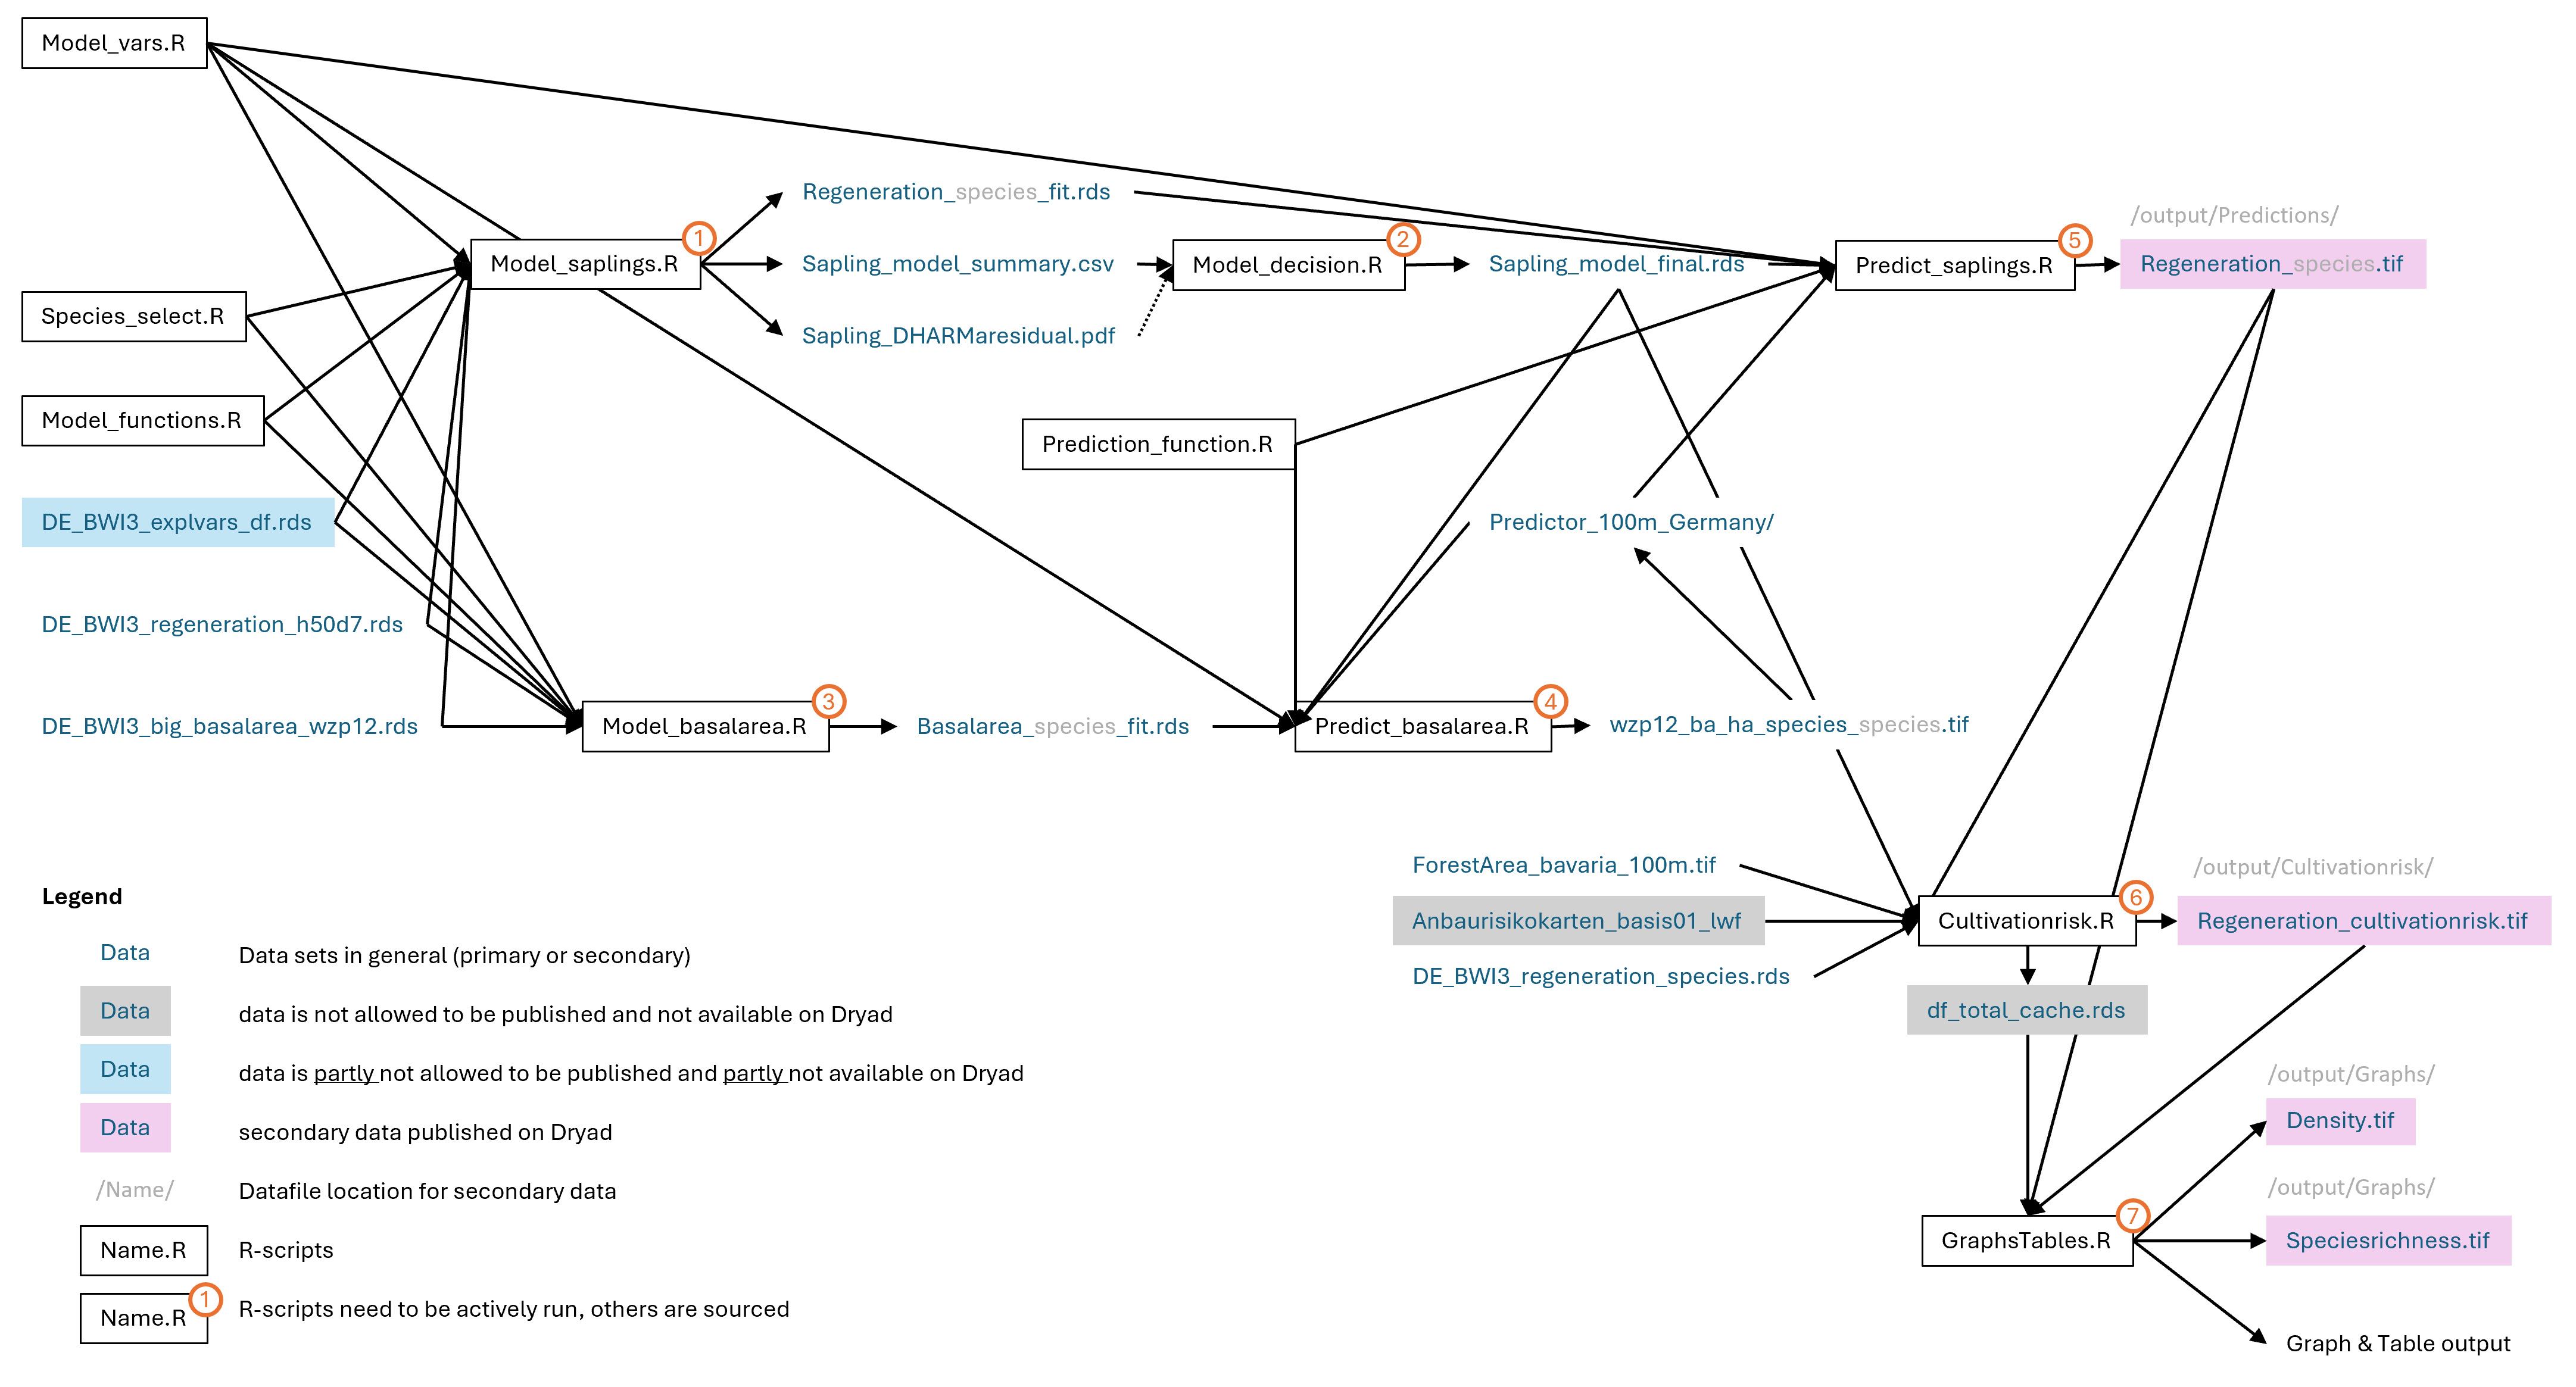 Model_vars.R
Species_select.R
Model_functions.R
DE_BWI3_explvars_df.rds
DE_BWI3_regeneration_h50d7.rds
DE_BWI3_big_basalarea_wzp12.rds
Model_saplings.R
1
Regeneration_species_fit.rds
Sapling_model_summary.csv
Sapling_DHARMaresidual.pdf
Model_decision.R
2
Sapling_model_final.rds
Predict_saplings.R
5
/output/Predictions/
Regeneration_species.tif
Prediction_function.R
Predictor_100m_Germany/
Model_basalarea.R
3
Basalarea_species_fit.rds
Predict_basalarea.R
4
wzp12_ba_ha_species_species.tif
ForestArea_bavaria_100m.tif
Anbaurisikokarten_basis01_lwf
DE_BWI3_regeneration_species.rds
Cultivationrisk.R
6
/output/Cultivationrisk/
Regeneration_cultivationrisk.tif
df_total_cache.rds
GraphsTables.R
7
/output/Graphs/
Density.tif
/output/Graphs/
Speciesrichness.tif
Graph & Table output
Legend
Data Data sets in general (primary or secondary)
Data data is not allowed to be published and not available on Dryad
Data data is partly not allowed to be published and partly not available on Dryad
Data secondary data published on Dryad
/Name/ Datafile location for secondary data
Name.R R-scripts
Name.R 1 R-scripts need to be actively run, others are sourced